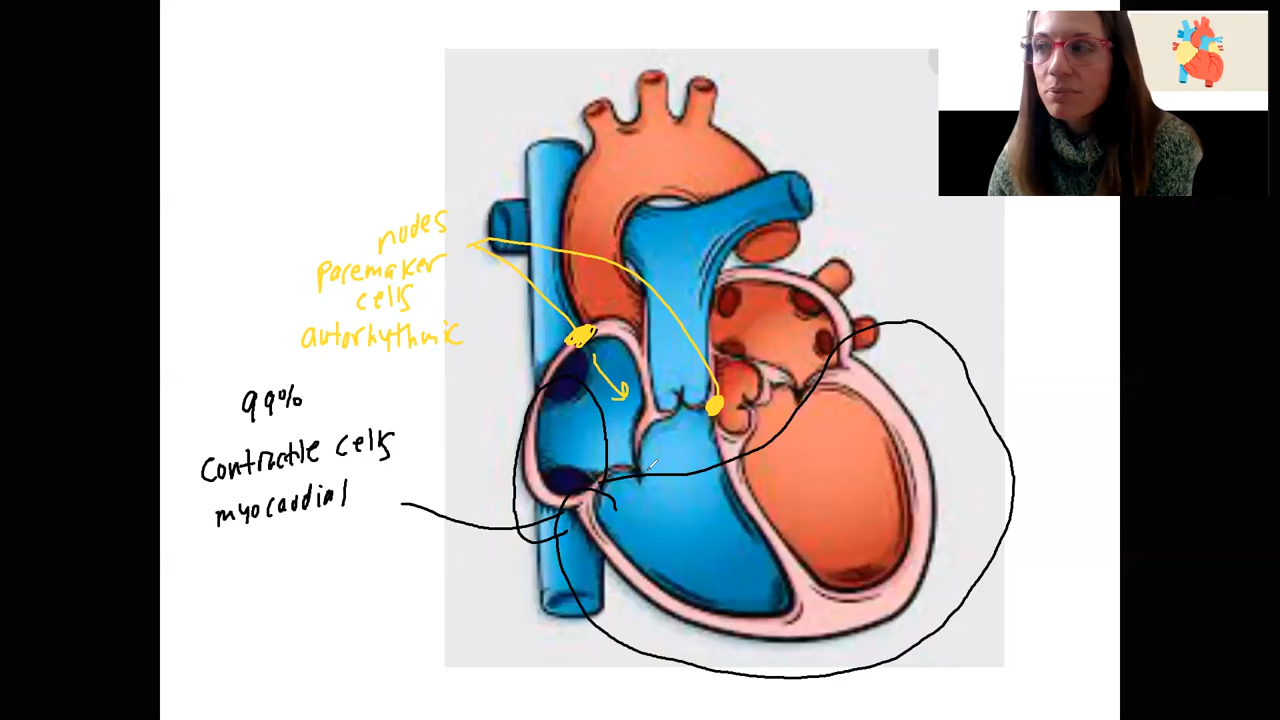 nodes
pacemaker
cells
autorhythmic
99%
Contractile cells
myocardial